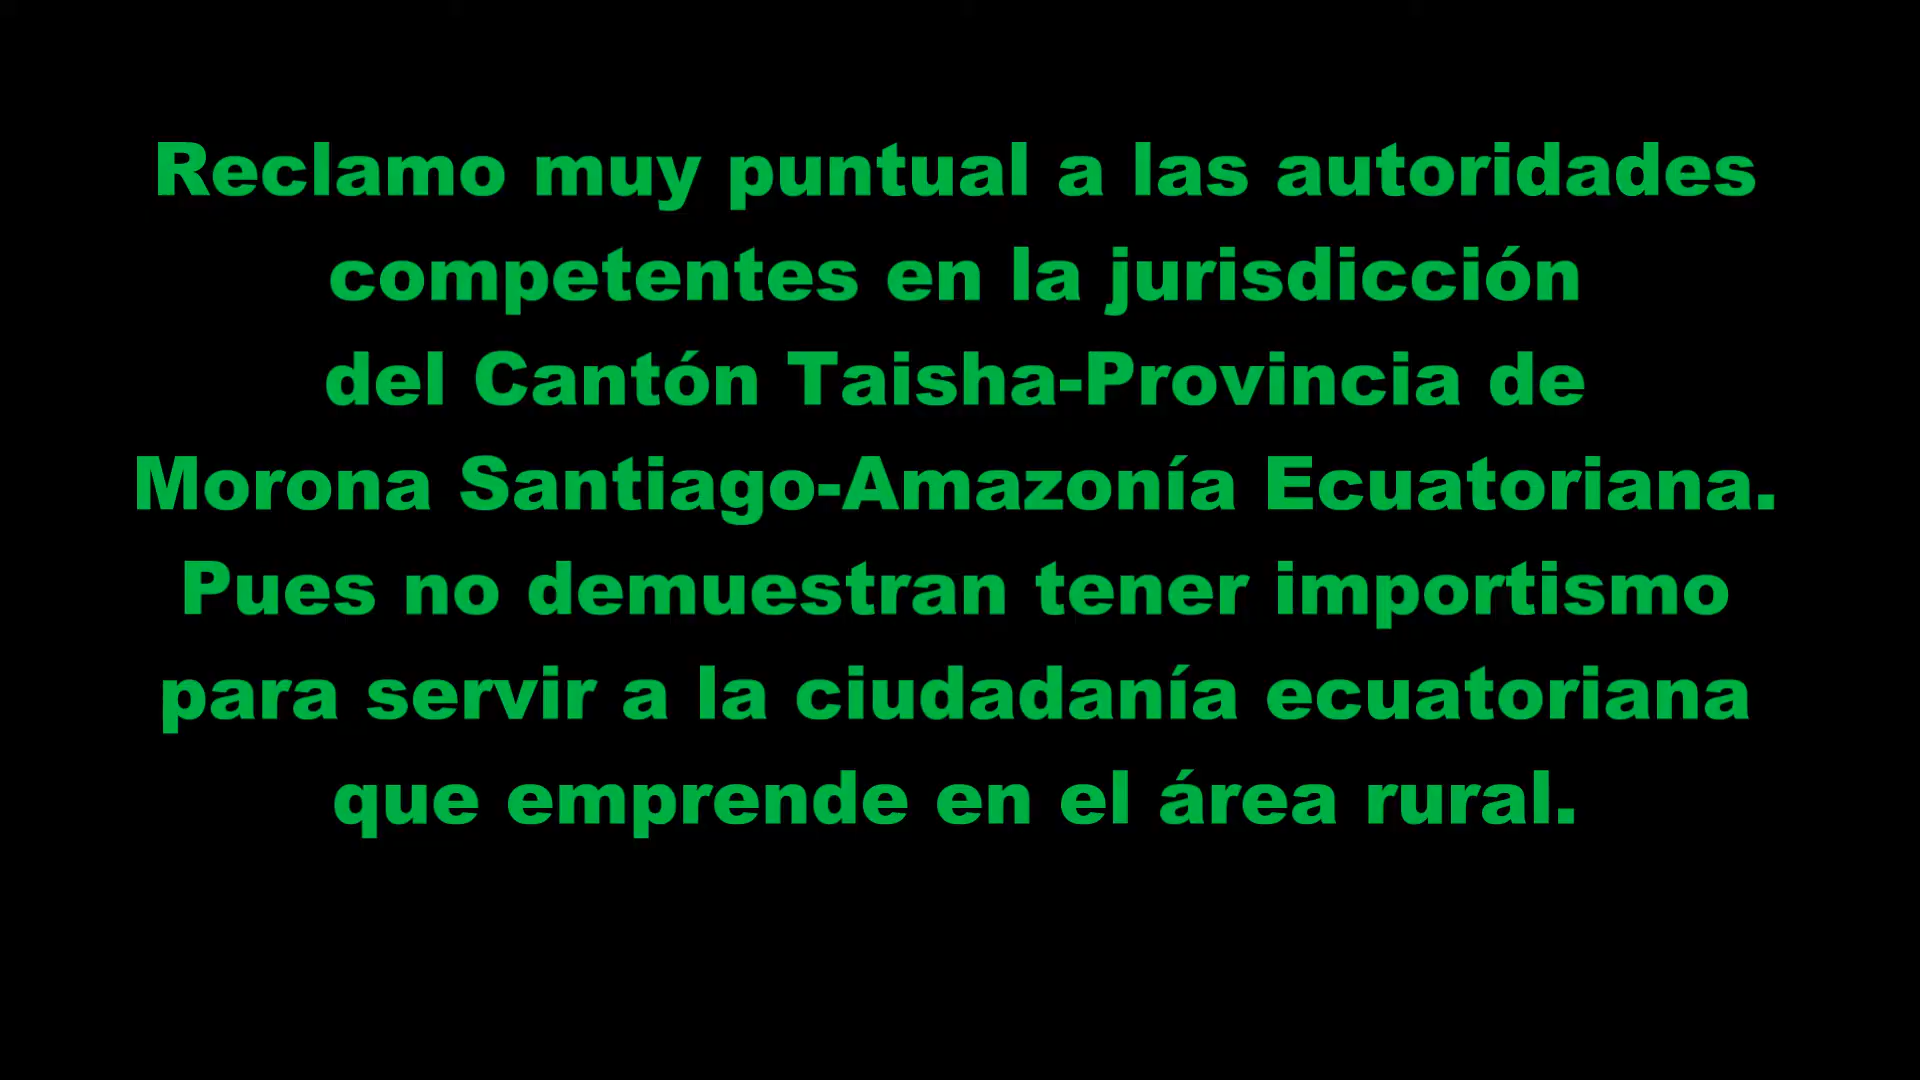 Reclamo muy puntual a las autoridades
competentes en la jurisdicción
del Cantón Taisha-Provincia de
Morona Santiago-Amazonía Ecuatoriana.
Pues no demuestran tener importismo
para servir a la ciudadanía ecuatoriana
que emprende en el área rural.